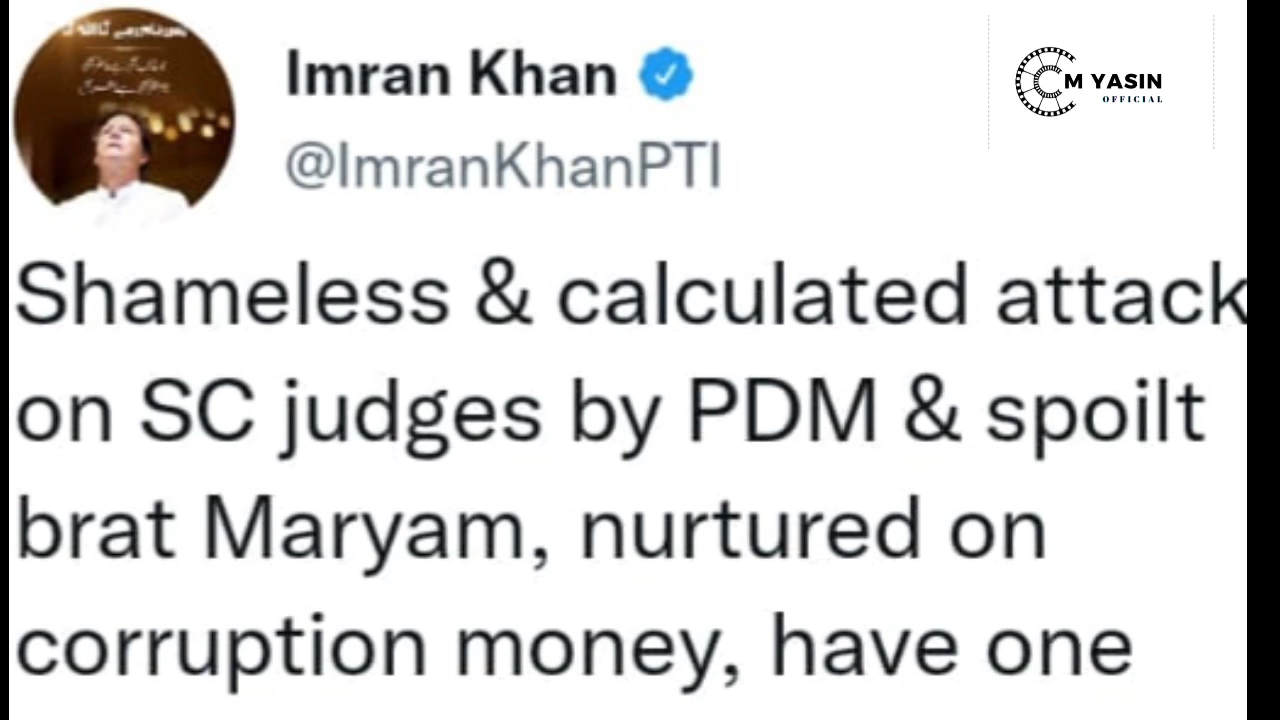 Imran Khan
@ImranKhanPTI
M YASIN
OFFICIAL
Shameless & calculated attack
on SC judges by PDM & spoilt
brat Maryam, nurtured on
corruption money, have one